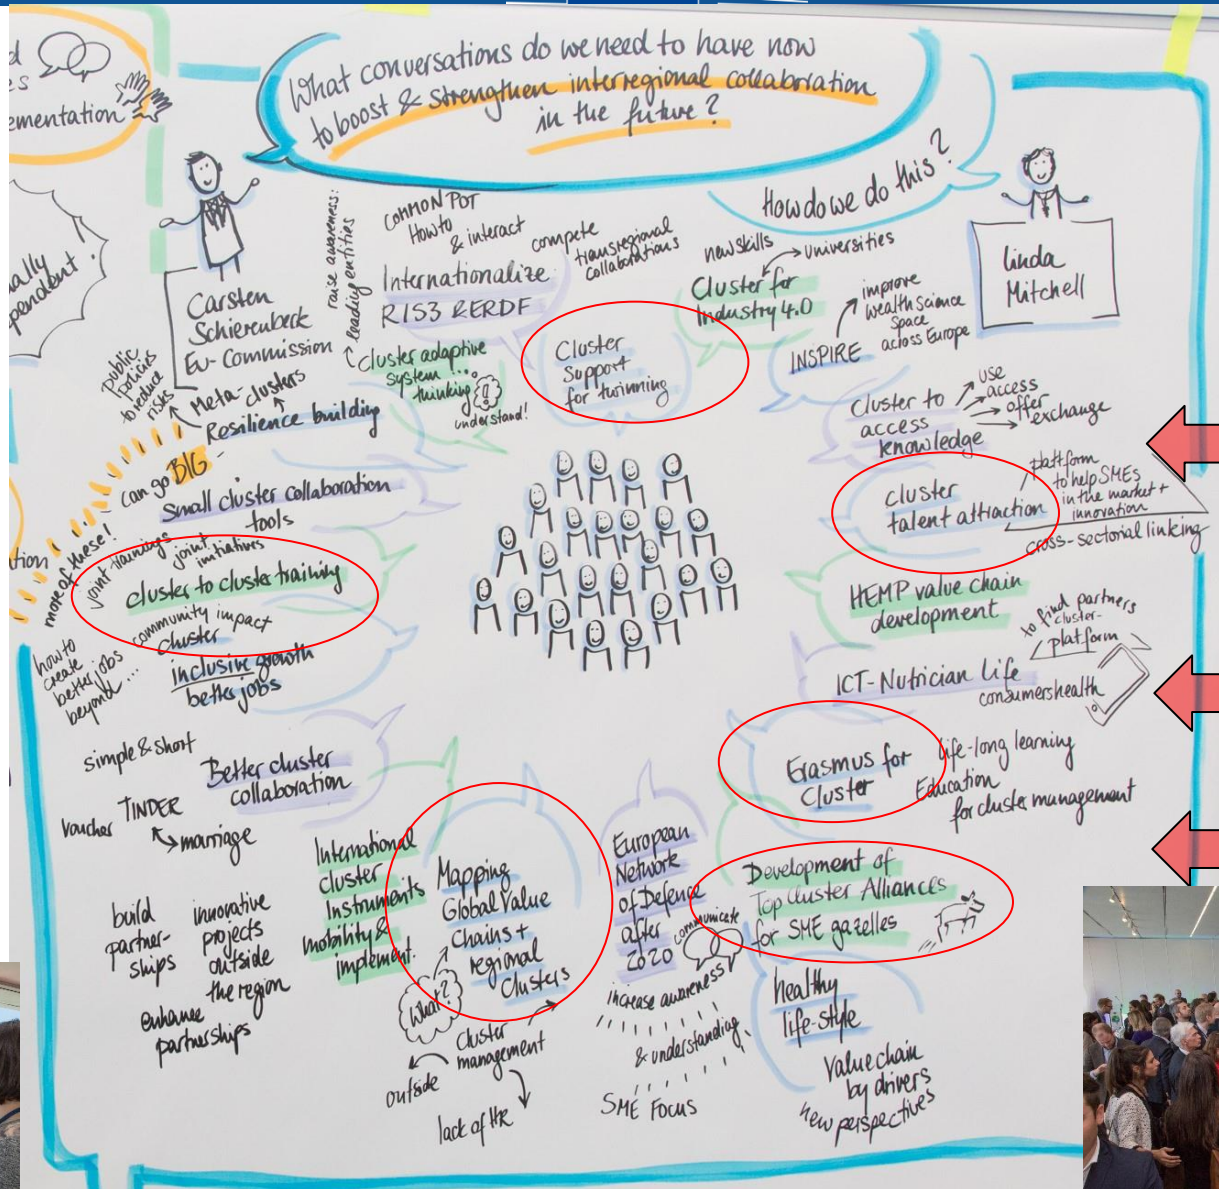 ementation
What conversations do we need to have now
to boost & strengthen interregional collaboration
in the future?
How do we do this?
Carsten
Schierenbeck
Eu-Commission
Linda
Mitchell
raise awareness:
leading entities
COMMON POT
How to
& interact
Internationalize
RIS3 & ERDF
compete
transregional
collaborations
Cluster
Support
for twinning
new skills
universities
Cluster for
Industry 4.0
INSPIRE
improve
wealth Science
Space
across Europe
Cluster to
access
knowledge
use
access
offer
exchange
cluster
talent attraction
plattform
to help SMEs
in the market +
innovation
cross-sectorial linking
HEMP value chain
development
ICT-Nutrician Life
to find partners
cluster-
platform
consumershealth
Erasmus for
Cluster
life-long learning
Education
for cluster management
Development of
Top Cluster Alliances
for SME gazelles
healthy
life-style
value chain
by drivers
new perspectives
European
Network
of Defence
after
2020
communicate
increase awareness
& understanding
SME FOCUS
Mapping
Global Value
Chains +
regional
Clusters
What?
Cluster
management
outside
lack of HR
International
cluster
Instruments
mobility &
implement.
Better cluster
collaboration
simple & short
voucher TINDER
marriage
build
partner-
ships
innovative
projects
outside
the region
enhance
partnerships
community impact
cluster
inclusive growth
better jobs
how to
create
better jobs
beyond...
cluster to cluster training
joint trainings
joint
initiatives
more of these!
Small cluster collaboration
tools
can go BIG
Resilience building
Meta-clusters
public
policies
to reduce
risks
Cluster adaptive
system ...
thinking
understand!